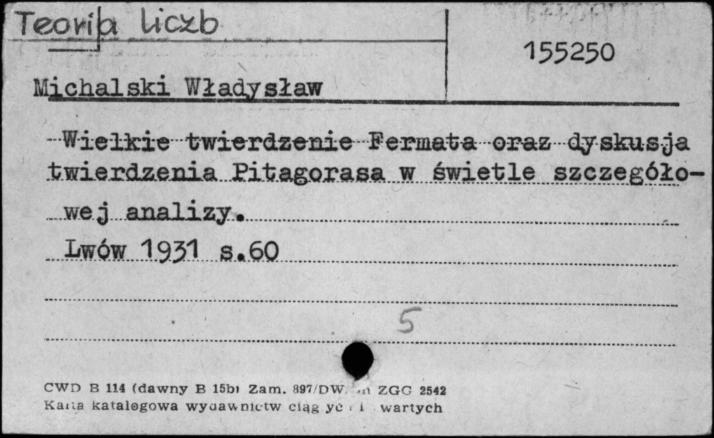 Teoria liczb
155250
Michalski Władysław
Wielkie twierdzenie Fermata oraz dyskusja
twierdzenia Pitagorasa w świetle szczegóło-
wej analizy.
Lwów 1931 s.60
5
CWD B 114 (dawny B 15b) Zam. 897/DW. ZGG 2542
Karta katalogowa wydawnictw ciąg i wartych